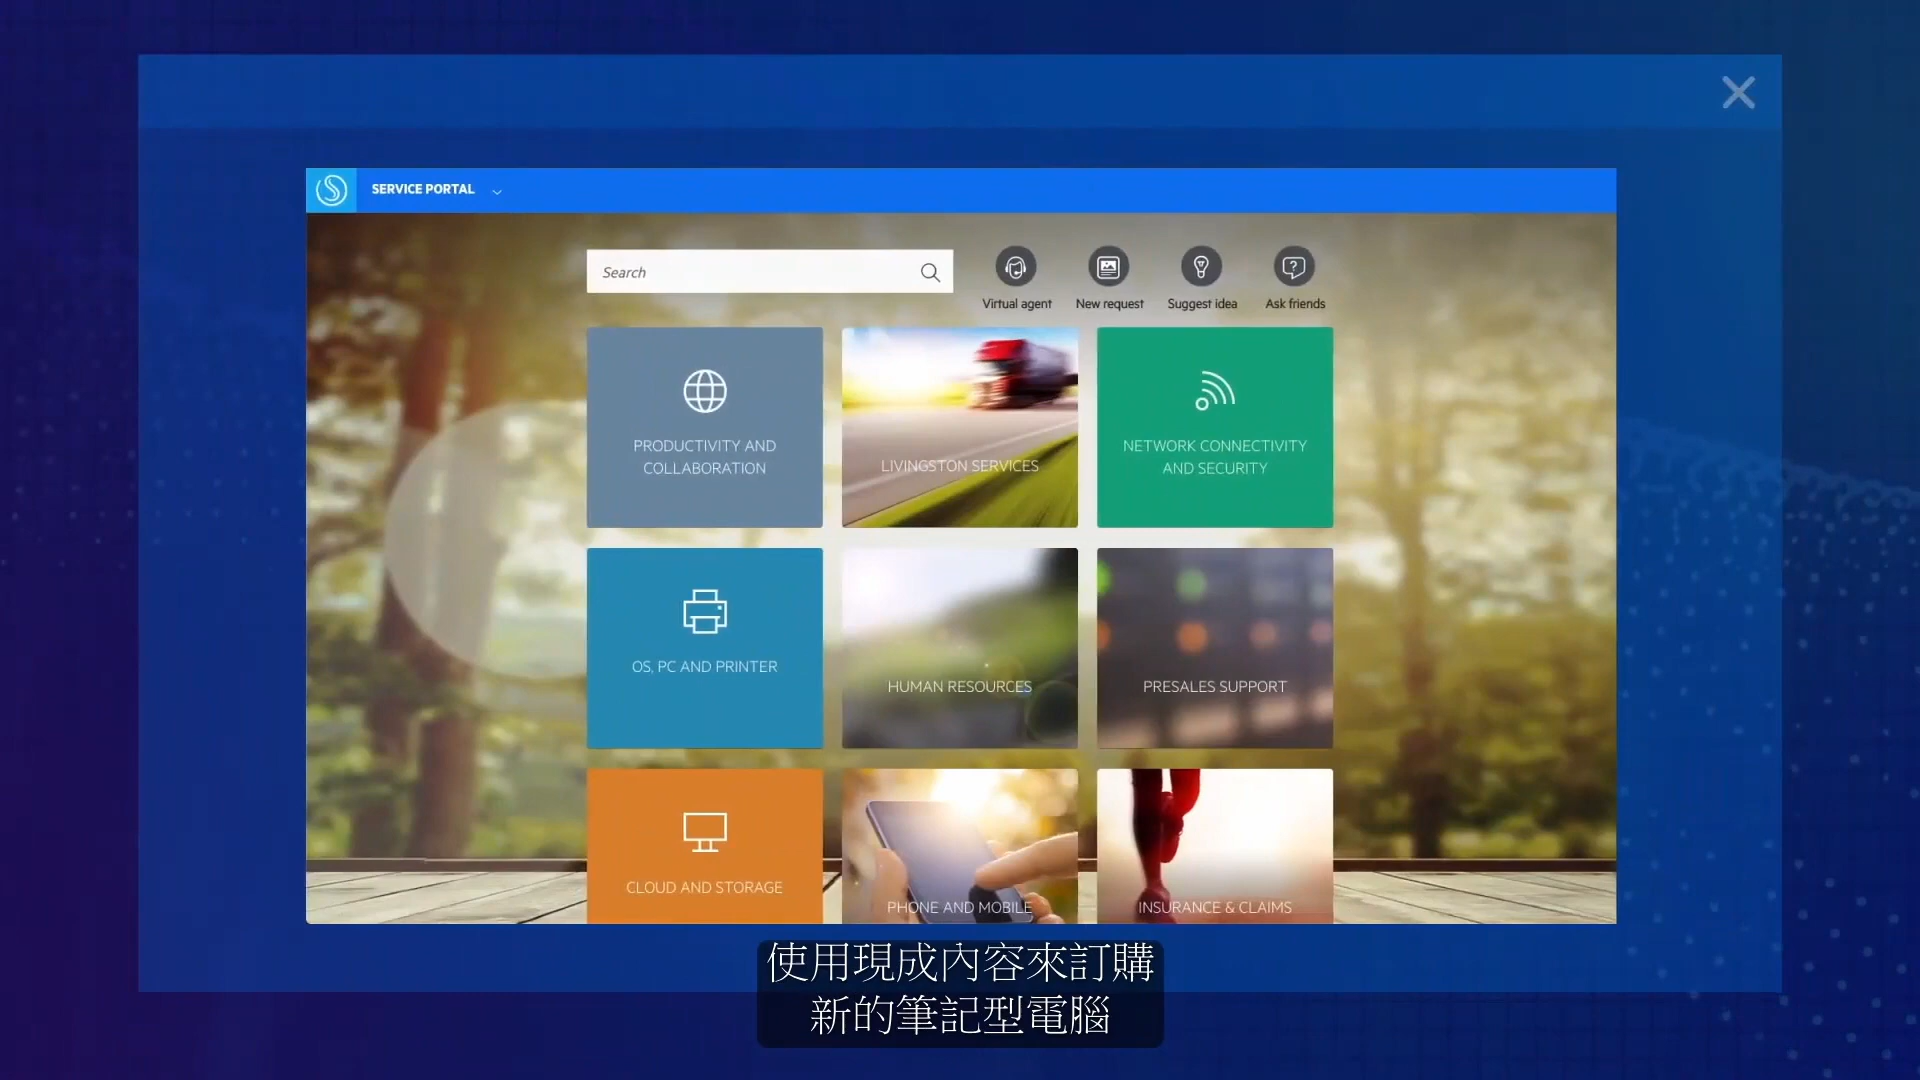 SERVICE PORTAL
Search
Virtual agent
New request
Suggest idea
Ask friends
PRODUCTIVITY AND
COLLABORATION
LIVINGSTON SERVICES
NETWORK CONNECTIVITY
AND SECURITY
OS, PC AND PRINTER
HUMAN RESOURCES
PRESALES SUPPORT
CLOUD AND STORAGE
PHONE AND MOBILE
INSURANCE & CLAIMS
使用現成內容來訂購
新的筆記型電腦